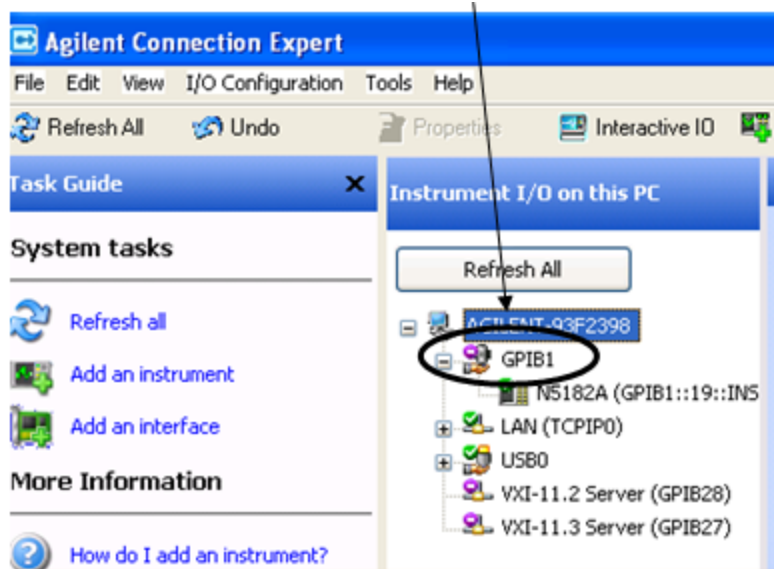 Agilent Connection Expert
File Edit View I/O Configuration Tools Help
Refresh All Undo Properties Interactive IO
Task Guide
Instrument I/O on this PC
System tasks
Refresh All
Refresh all
AGILENT-93F2398
GPIB1
Add an instrument
N5182A (GPIB1::19::INS
Add an interface
LAN (TCPIP0)
USB0
More Information
VXI-11.2 Server (GPIB28)
VXI-11.3 Server (GPIB27)
How do I add an instrument?